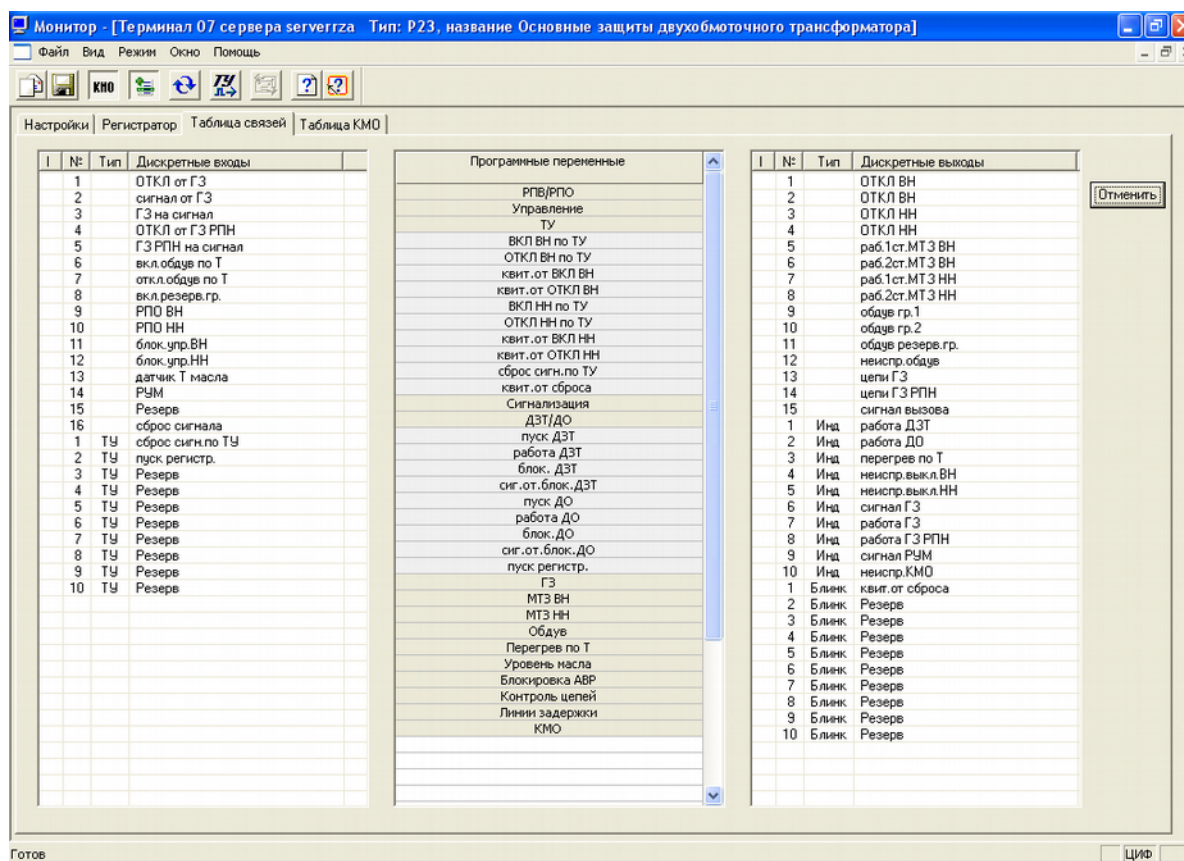 Монитор - [Терминал 07 сервера serverrza Тип: P23, название Основные защиты двухобмоточного трансформатора]
Файл Вид Режим Окно Помощь
КМО ТУ
Настройки Регистратор Таблица связей Таблица КМО
I № Тип Дискретные входы
1 ОТКЛ от ГЗ
2 сигнал от ГЗ
3 ГЗ на сигнал
4 ОТКЛ от ГЗ РПН
5 ГЗ РПН на сигнал
6 вкл.обдув по Т
7 откл.обдув по Т
8 вкл.резерв.гр.
9 РПО ВН
10 РПО НН
11 блок.упр.ВН
12 блок.упр.НН
13 датчик Т масла
14 РУМ
15 Резерв
16 сброс сигнала
1 ТУ сброс сигн.по ТУ
2 ТУ пуск регистр.
3 ТУ Резерв
4 ТУ Резерв
5 ТУ Резерв
6 ТУ Резерв
7 ТУ Резерв
8 ТУ Резерв
9 ТУ Резерв
10 ТУ Резерв
Программные переменные
РПВ/РПО
Управление
ТУ
ВКЛ ВН по ТУ
ОТКЛ ВН по ТУ
квит.от ВКЛ ВН
квит.от ОТКЛ ВН
ВКЛ НН по ТУ
ОТКЛ НН по ТУ
квит.от ВКЛ НН
квит.от ОТКЛ НН
сброс сигн.по ТУ
квит.от сброса
Сигнализация
ДЗТ/ДО
пуск ДЗТ
работа ДЗТ
блок. ДЗТ
сиг.от.блок.ДЗТ
пуск ДО
работа ДО
блок.ДО
сиг.от.блок.ДО
пуск регистр.
ГЗ
МТЗ ВН
МТЗ НН
Обдув
Перегрев по Т
Уровень масла
Блокировка АВР
Контроль цепей
Линии задержки
КМО
I № Тип Дискретные выходы
1 ОТКЛ ВН
2 ОТКЛ ВН
3 ОТКЛ НН
4 ОТКЛ НН
5 раб.1ст.МТЗ ВН
6 раб.2ст.МТЗ ВН
7 раб.1ст.МТЗ НН
8 раб.2ст.МТЗ НН
9 обдув гр.1
10 обдув гр.2
11 обдув резерв.гр.
12 неиспр.обдув
13 цепи ГЗ
14 цепи ГЗ РПН
15 сигнал вызова
1 Инд работа ДЗТ
2 Инд работа ДО
3 Инд перегрев по Т
4 Инд неиспр.выкл.ВН
5 Инд неиспр.выкл.НН
6 Инд сигнал ГЗ
7 Инд работа ГЗ
8 Инд работа ГЗ РПН
9 Инд сигнал РУМ
10 Инд неиспр.КМО
1 Блинк квит.от сброса
2 Блинк Резерв
3 Блинк Резерв
4 Блинк Резерв
5 Блинк Резерв
6 Блинк Резерв
7 Блинк Резерв
8 Блинк Резерв
9 Блинк Резерв
10 Блинк Резерв
Отменить
Готов ЦИФ